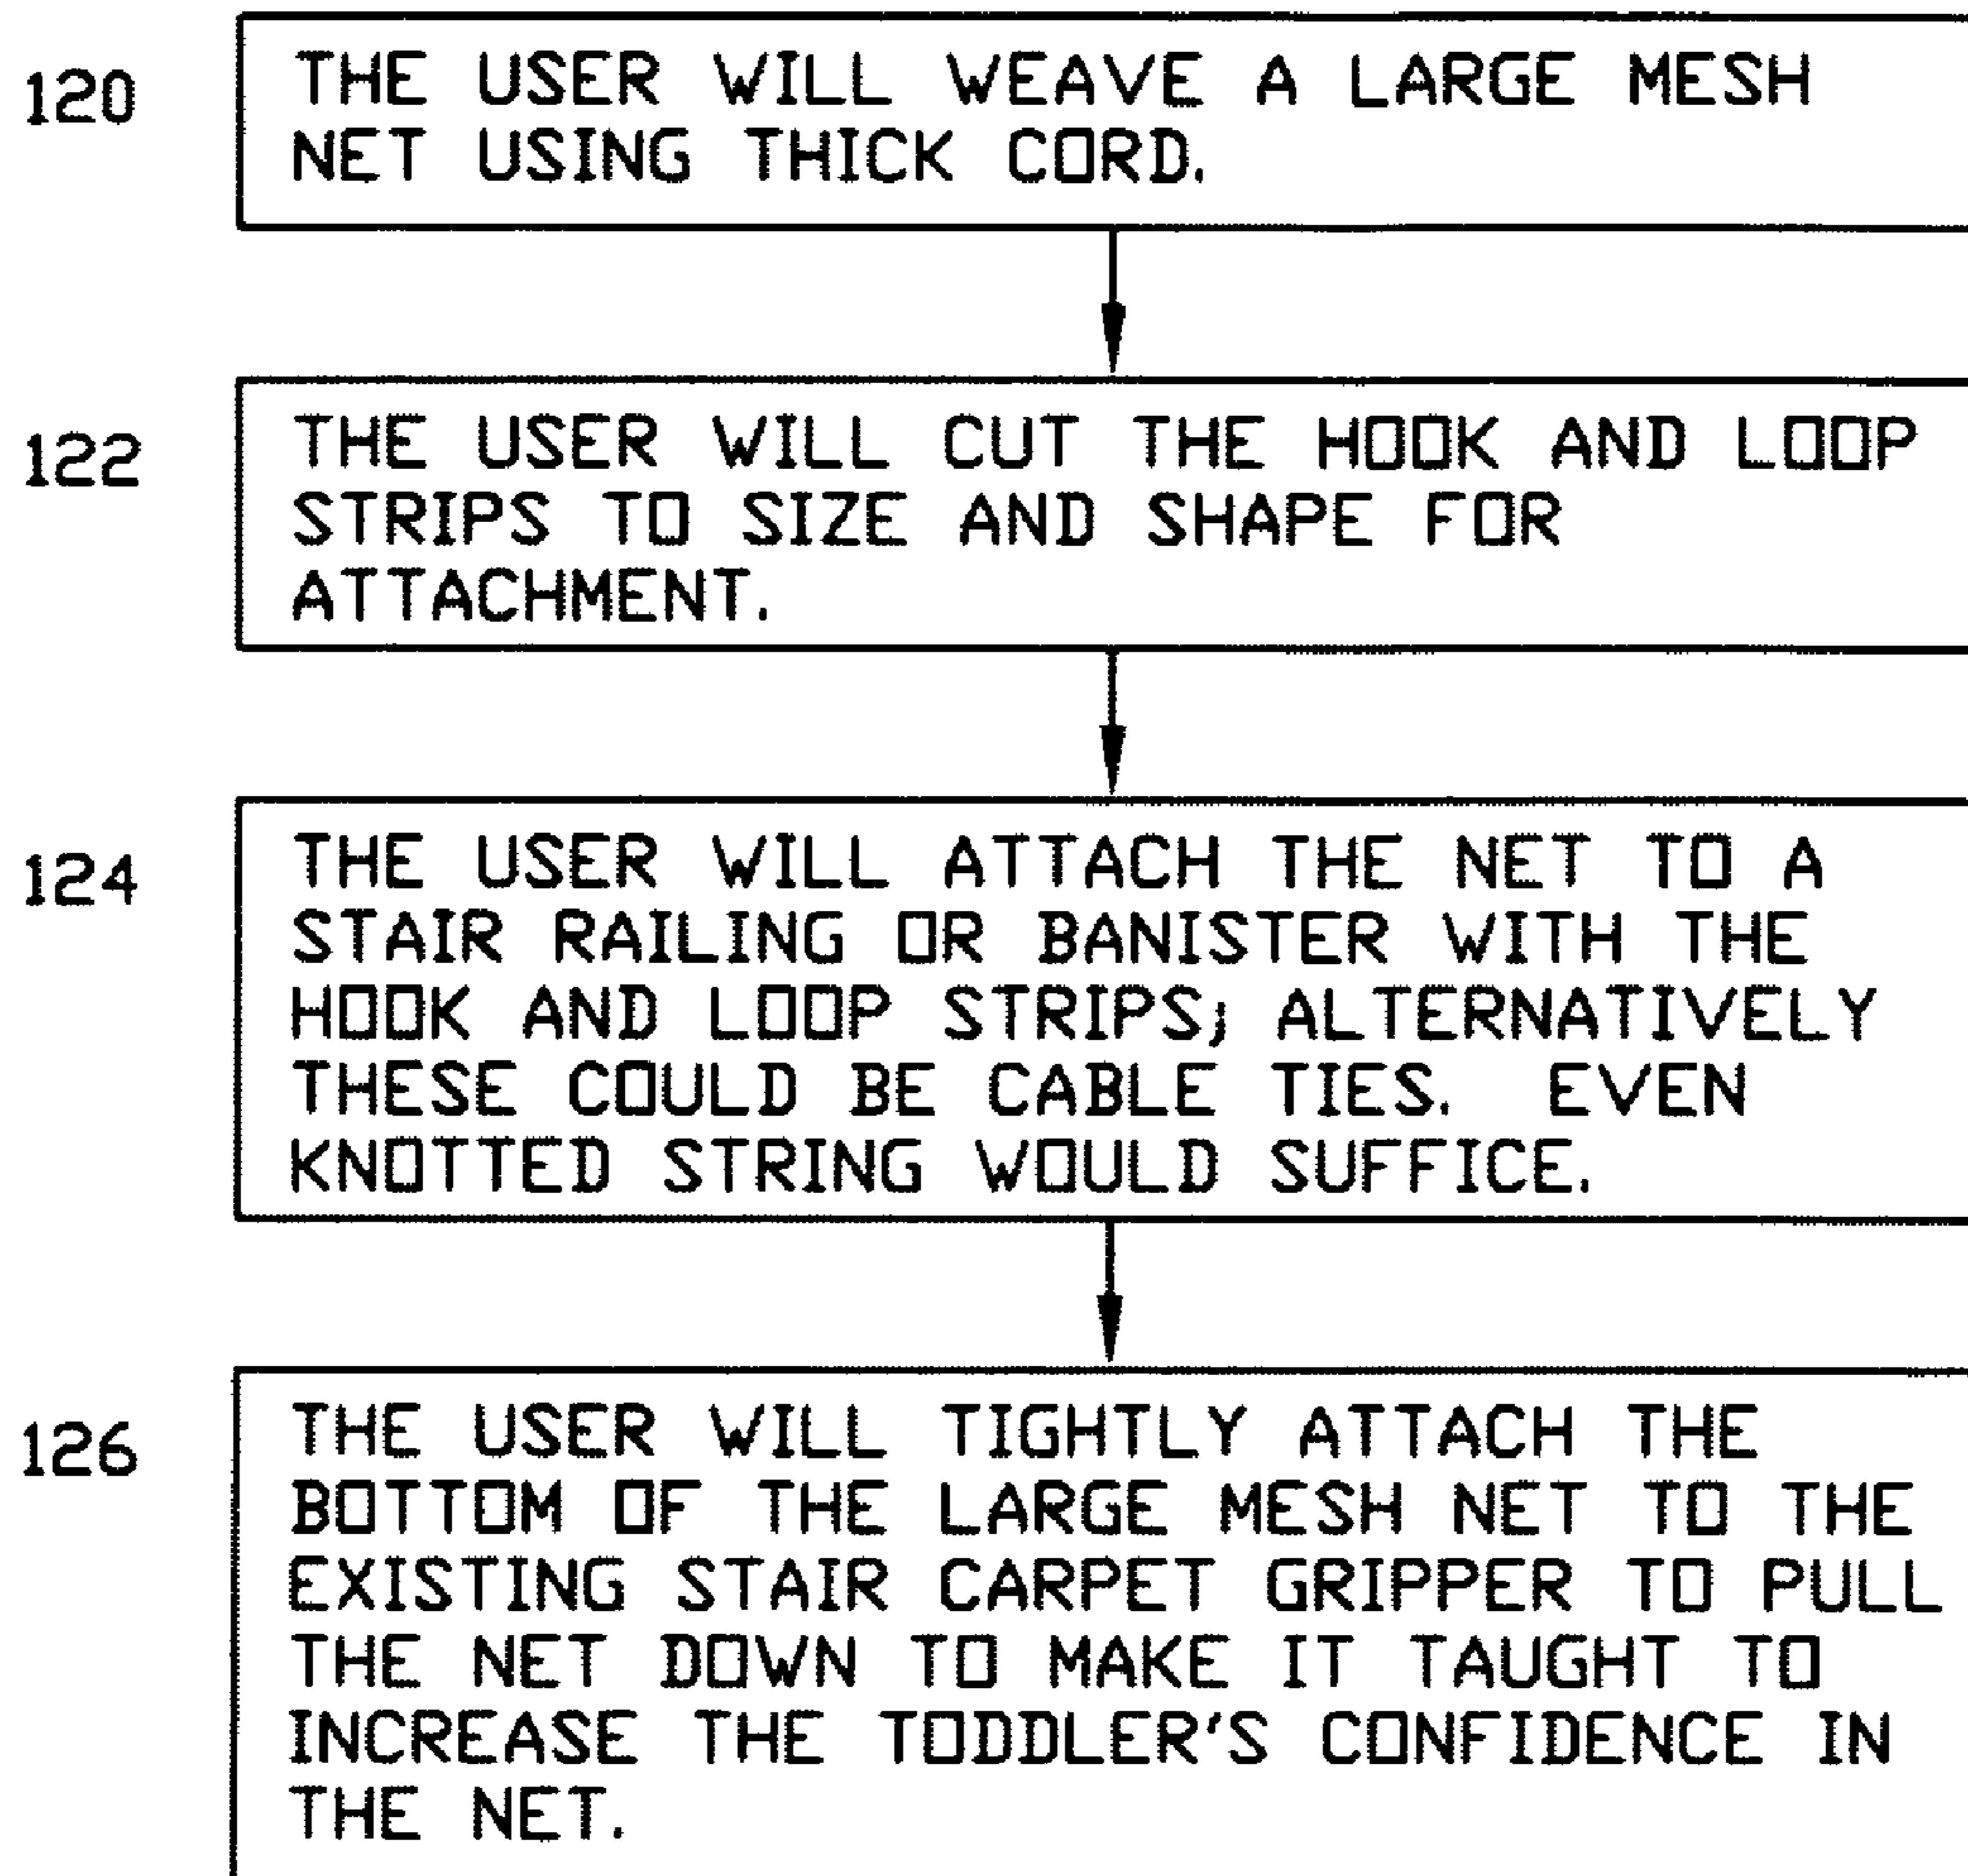 120
THE USER WILL WEAVE A LARGE MESH
NET USING THICK CORD.
122
THE USER WILL CUT THE HOOK AND LOOP
STRIPS TO SIZE AND SHAPE FOR
ATTACHMENT.
124
THE USER WILL ATTACH THE NET TO A
STAIR RAILING OR BANISTER WITH THE
HOOK AND LOOP STRIPS; ALTERNATIVELY
THESE COULD BE CABLE TIES. EVEN
KNOTTED STRING WOULD SUFFICE.
126
THE USER WILL TIGHTLY ATTACH THE
BOTTOM OF THE LARGE MESH NET TO THE
EXISTING STAIR CARPET GRIPPER TO PULL
THE NET DOWN TO MAKE IT TAUGHT TO
INCREASE THE TODDLER'S CONFIDENCE IN
THE NET.